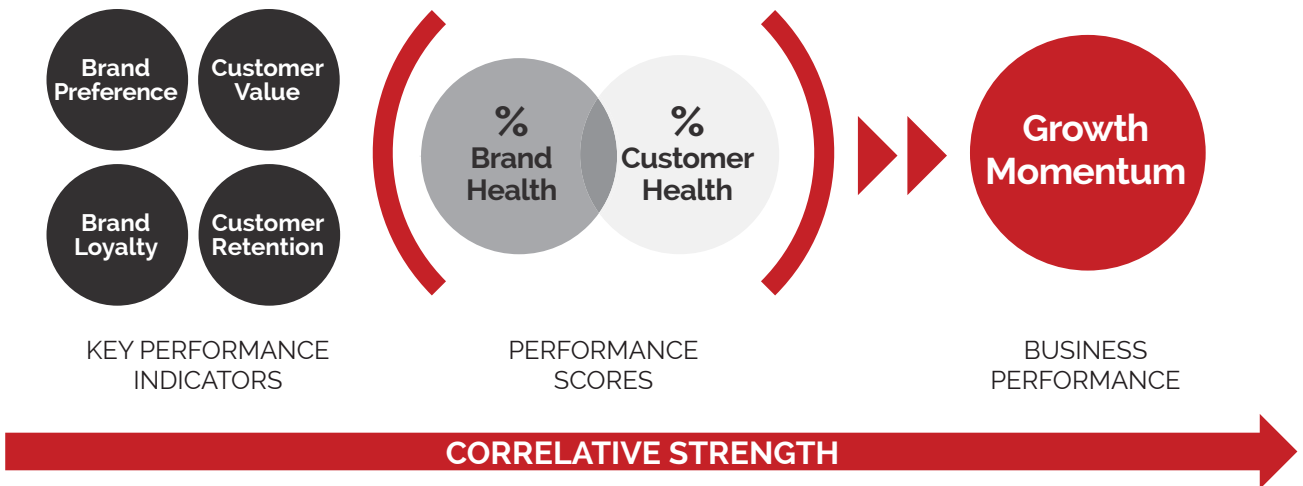 Brand
Preference
Customer
Value
Brand
Loyalty
Customer
Retention
KEY PERFORMANCE
INDICATORS
%
Brand
Health
%
Customer
Health
PERFORMANCE
SCORES
Growth
Momentum
BUSINESS
PERFORMANCE
CORRELATIVE STRENGTH